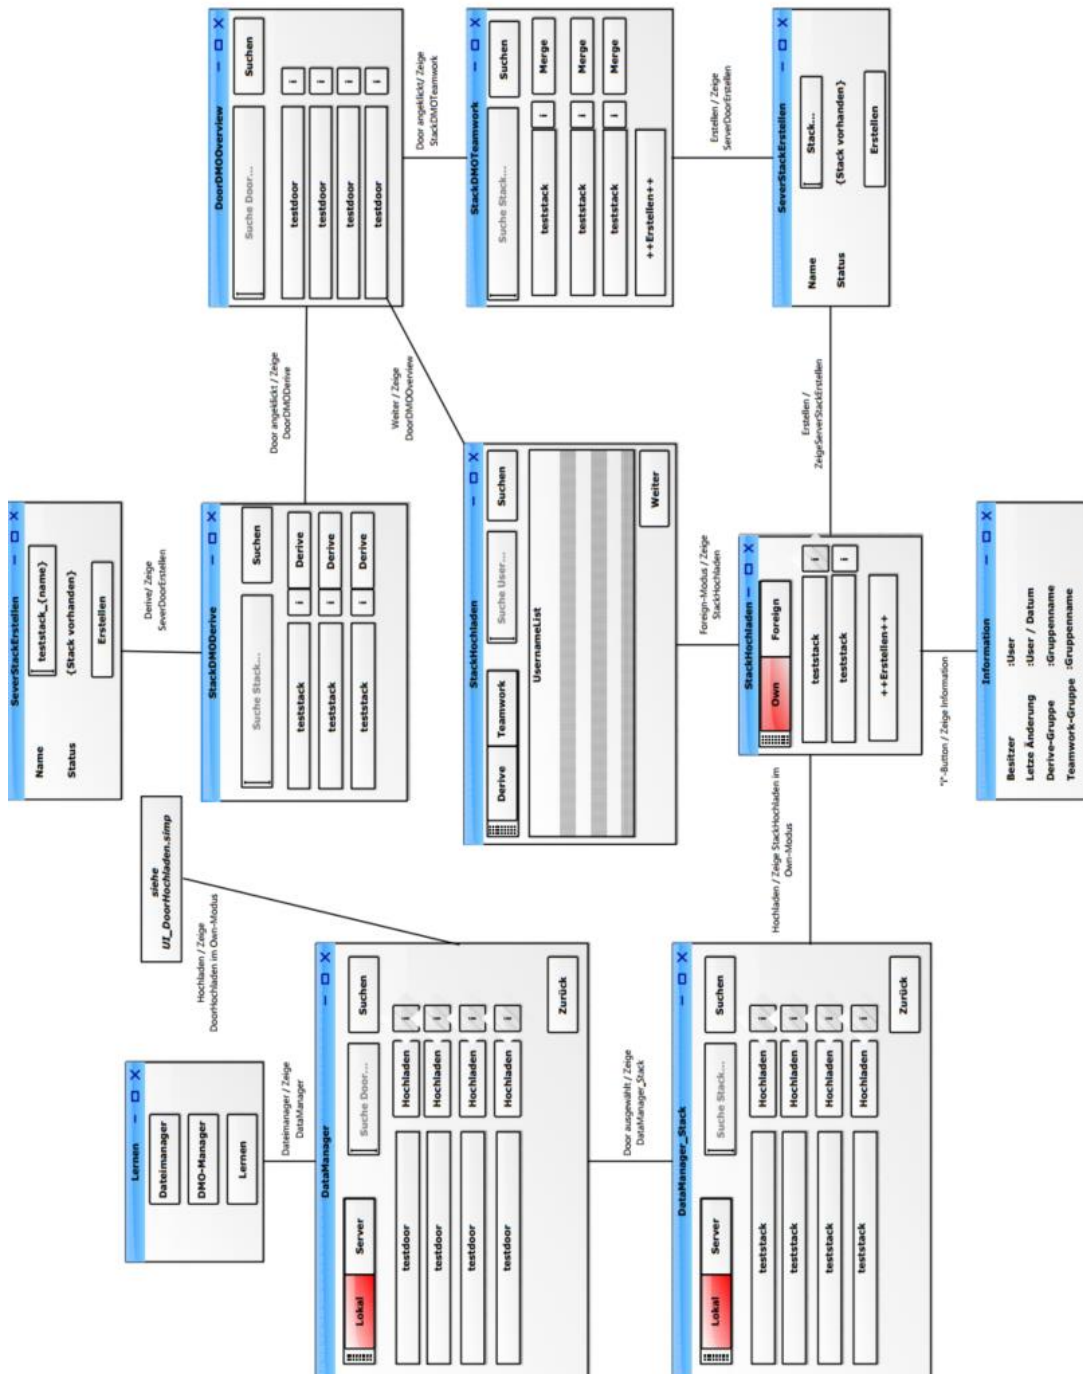 SeverStackErstellen
Name
teststack_{name}
Status
{Stack vorhanden}
Erstellen
Lernen
Dateimanager
DMO-Manager
Lernen
siehe
UI_DoorHochladen.simp
Derive/ Zeige
SeverDoorErstellen
Hochladen / Zeige
DoorHochladen im Own-Modus
StackDMODerive
Suche Stack...
Suchen
teststack
i
Derive
teststack
i
Derive
teststack
i
Derive
DoorDMOOverview
Suche Door...
Suchen
testdoor
i
testdoor
i
testdoor
i
testdoor
i
Dateimanager / Zeige
DataManager
Door angeklickt / Zeige
DoorDMODerive
DataManager
Lokal
Server
Suche Door...
Suchen
testdoor
Hochladen
i
testdoor
Hochladen
i
testdoor
Hochladen
i
testdoor
Hochladen
i
Zurück
Weiter / Zeige
DoorDMOOverview
Door angeklickt/ Zeige
StackDMOTeamwork
StackHochladen
Derive
Teamwork
Suche User...
Suchen
UsernameList
Weiter
StackDMOTeamwork
Suche Stack...
Suchen
teststack
i
Merge
teststack
i
Merge
teststack
i
Merge
++Erstellen++
Door ausgewählt / Zeige
DataManager_Stack
Foreign-Modus / Zeige
StackHochladen
Erstellen / Zeige
ServerDoorErstellen
DataManager_Stack
Lokal
Server
Suche Stack...
Suchen
teststack
Hochladen
i
teststack
Hochladen
i
teststack
Hochladen
i
teststack
Hochladen
i
Zurück
Hochladen / Zeige StackHochladen im
Own-Modus
StackHochladen
Own
Foreign
teststack
i
teststack
i
++Erstellen++
Erstellen /
ZeigeServerStackErstellen
SeverStackErstellen
Name
Stack...
Status
{Stack vorhanden}
Erstellen
"i"-Button / Zeige Information
Information
Besitzer :User
Letze Änderung :User / Datum
Derive-Gruppe :Gruppenname
Teamwork-Gruppe :Gruppenname